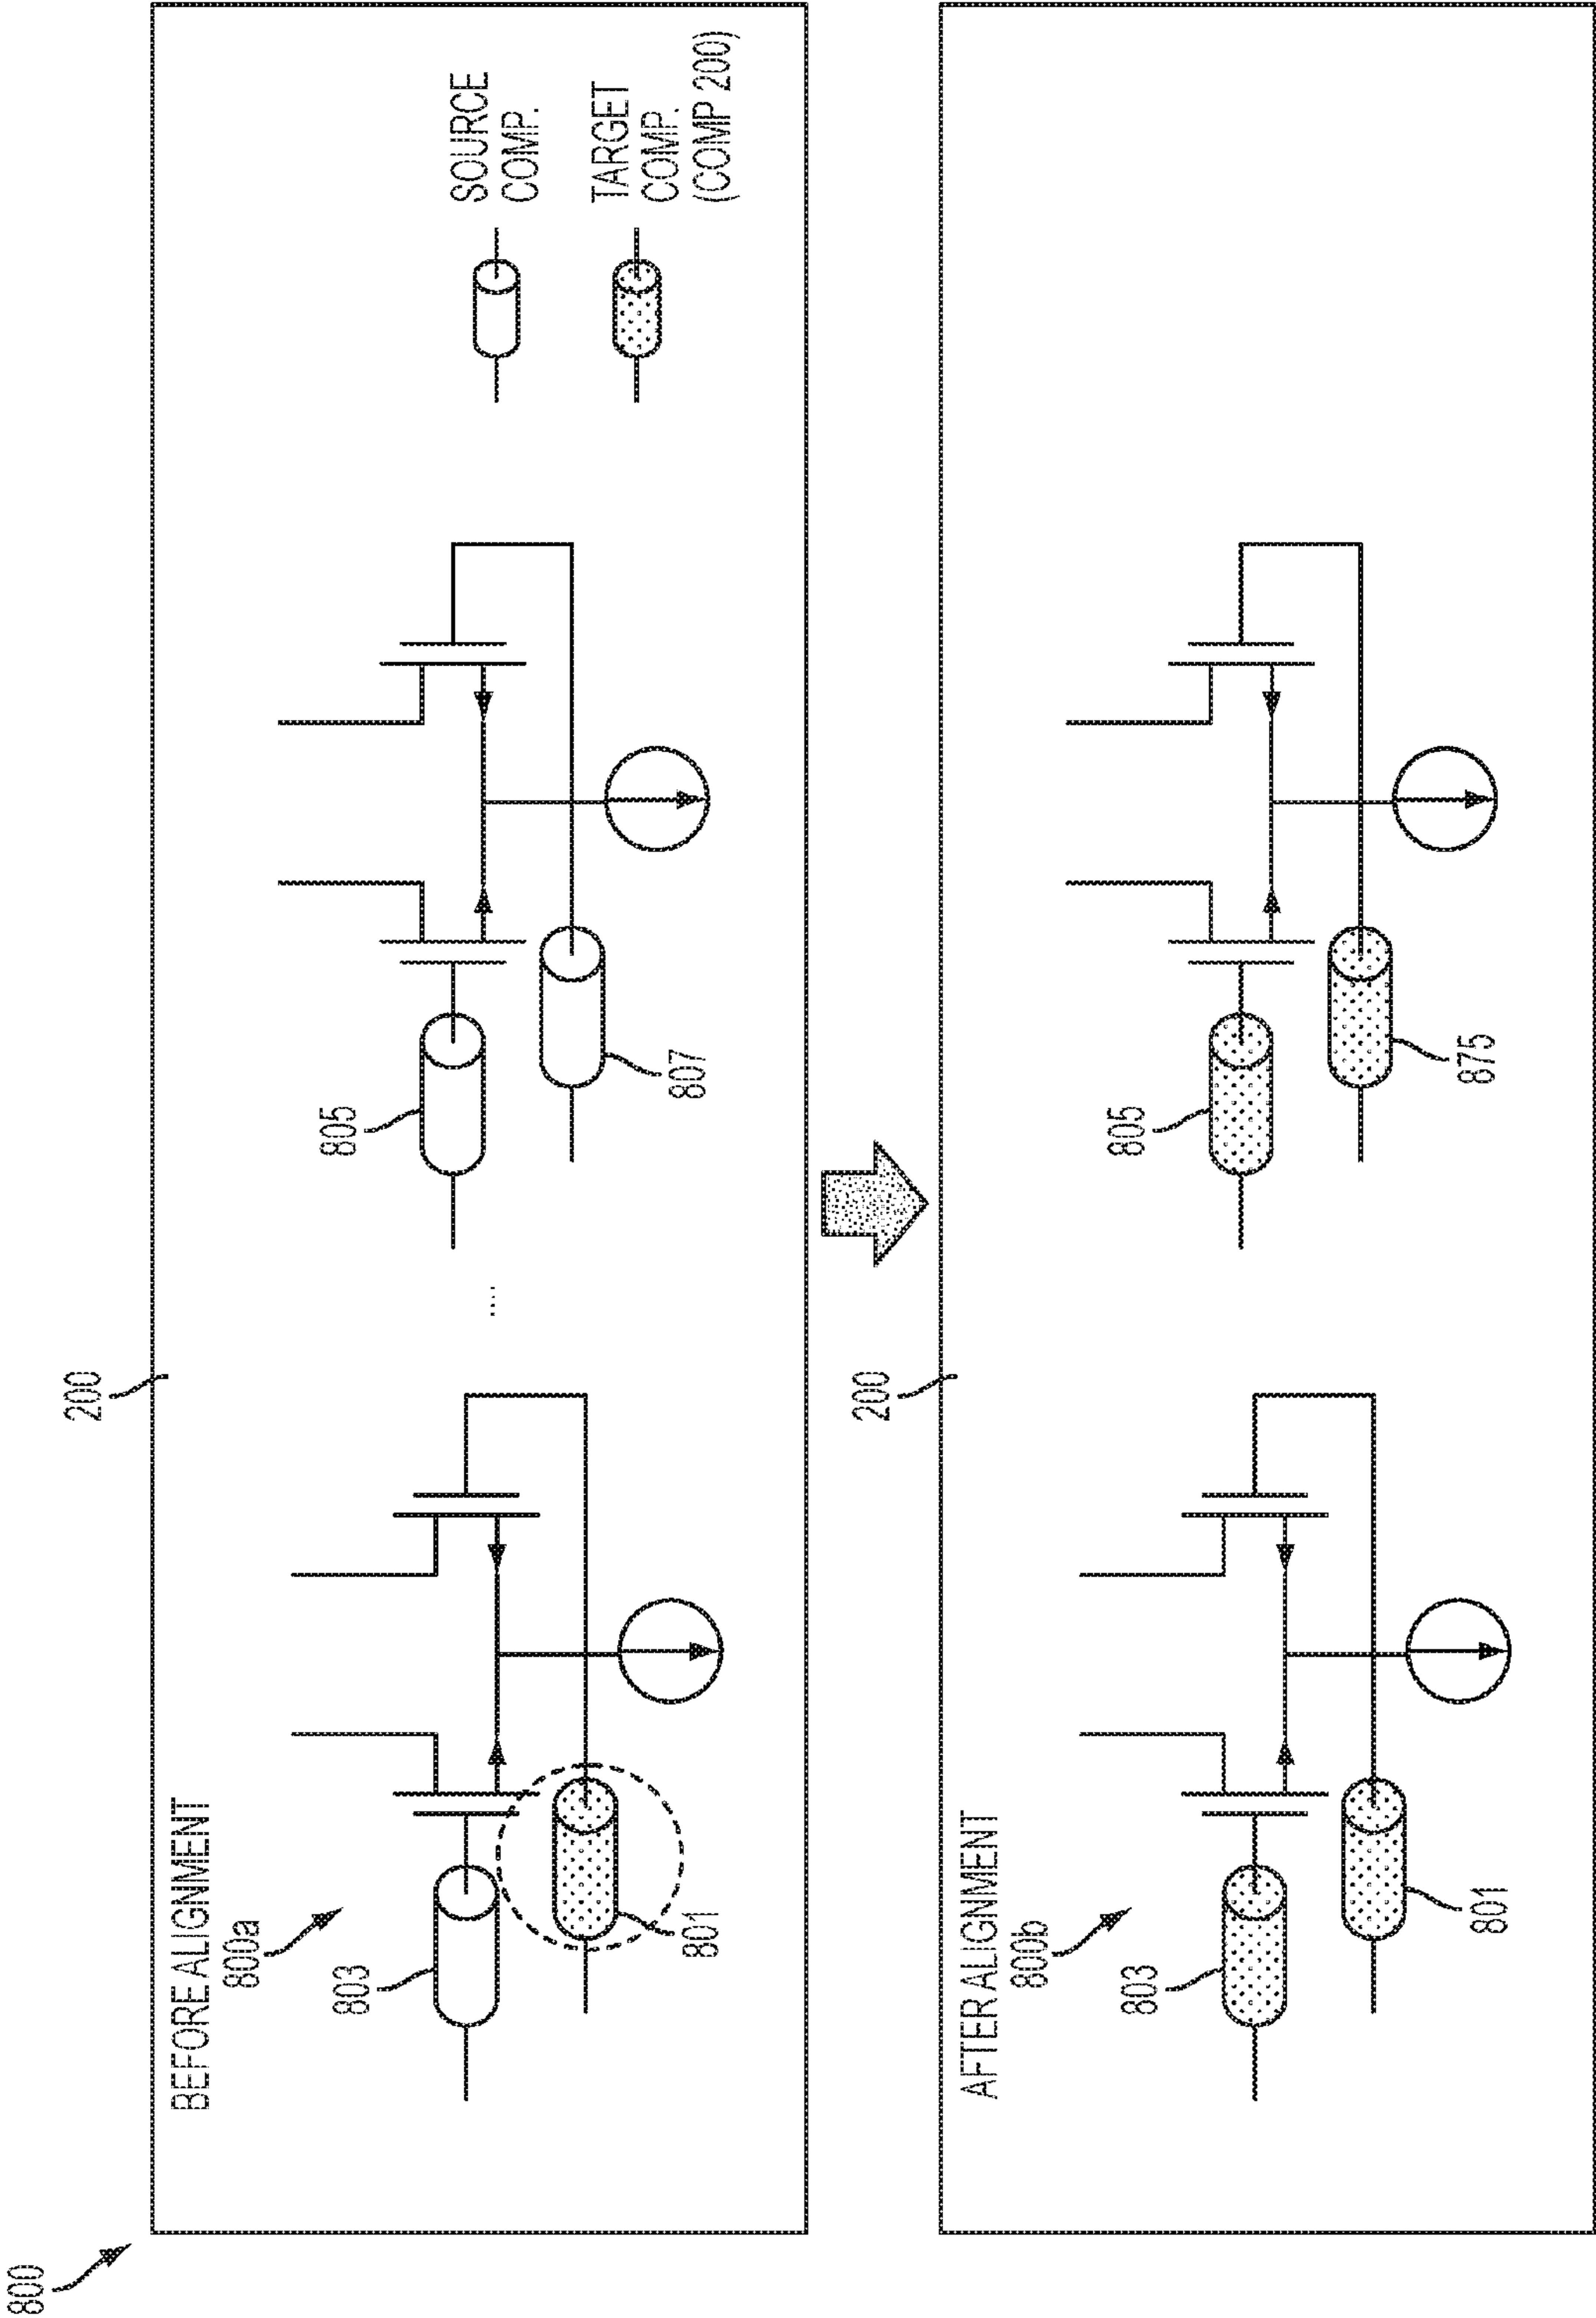 800
200
BEFORE ALIGNMENT
800a
803
801
....
805
807
SOURCE
COMP.
TARGET
COMP.
(COMP 200)
200
AFTER ALIGNMENT
800b
803
801
805
875